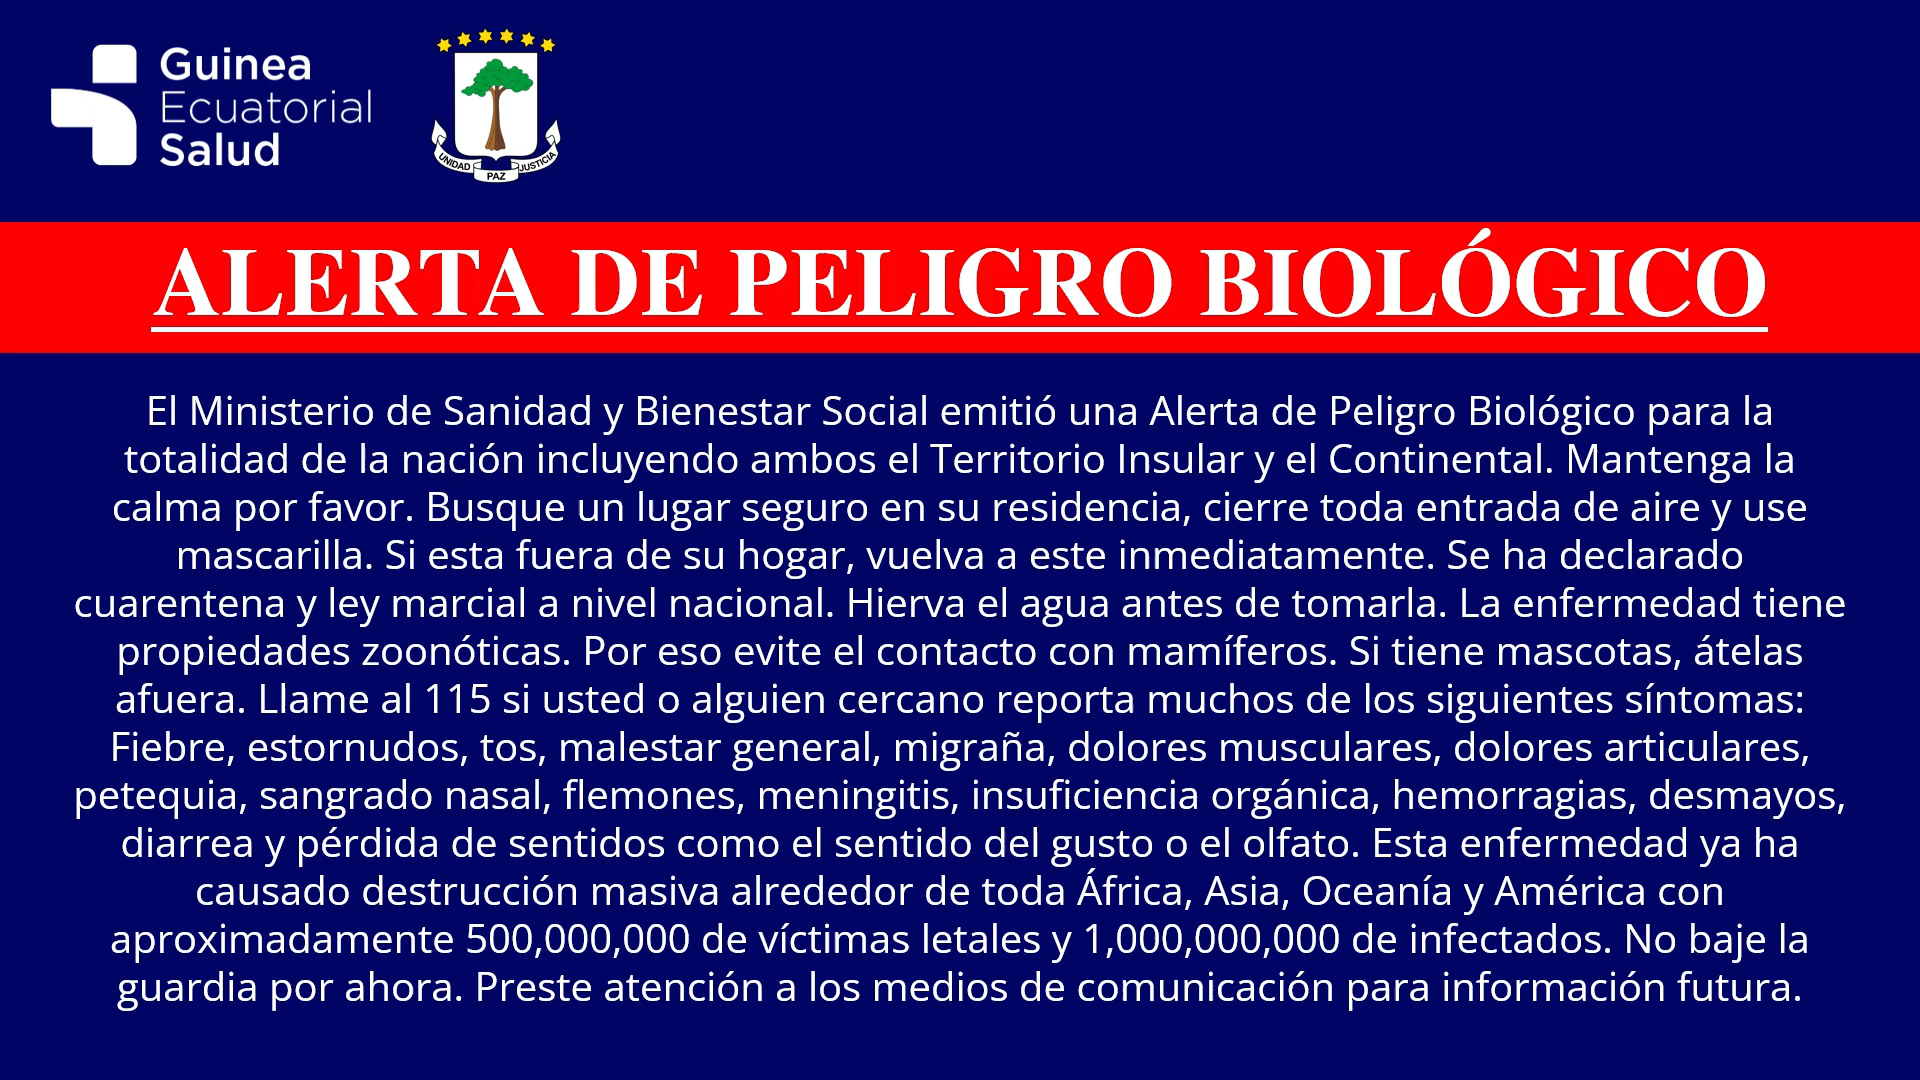 Guinea
Ecuatorial
Salud
UNIDAD PAZ JUSTICIA
ALERTA DE PELIGRO BIOLÓGICO
El Ministerio de Sanidad y Bienestar Social emitió una Alerta de Peligro Biológico para la
totalidad de la nación incluyendo ambos el Territorio Insular y el Continental. Mantenga la
calma por favor. Busque un lugar seguro en su residencia, cierre toda entrada de aire y use
mascarilla. Si esta fuera de su hogar, vuelva a este inmediatamente. Se ha declarado
cuarentena y ley marcial a nivel nacional. Hierva el agua antes de tomarla. La enfermedad tiene
propiedades zoonóticas. Por eso evite el contacto con mamíferos. Si tiene mascotas, átelas
afuera. Llame al 115 si usted o alguien cercano reporta muchos de los siguientes síntomas:
Fiebre, estornudos, tos, malestar general, migraña, dolores musculares, dolores articulares,
petequia, sangrado nasal, flemones, meningitis, insuficiencia orgánica, hemorragias, desmayos,
diarrea y pérdida de sentidos como el sentido del gusto o el olfato. Esta enfermedad ya ha
causado destrucción masiva alrededor de toda África, Asia, Oceanía y América con
aproximadamente 500,000,000 de víctimas letales y 1,000,000,000 de infectados. No baje la
guardia por ahora. Preste atención a los medios de comunicación para información futura.